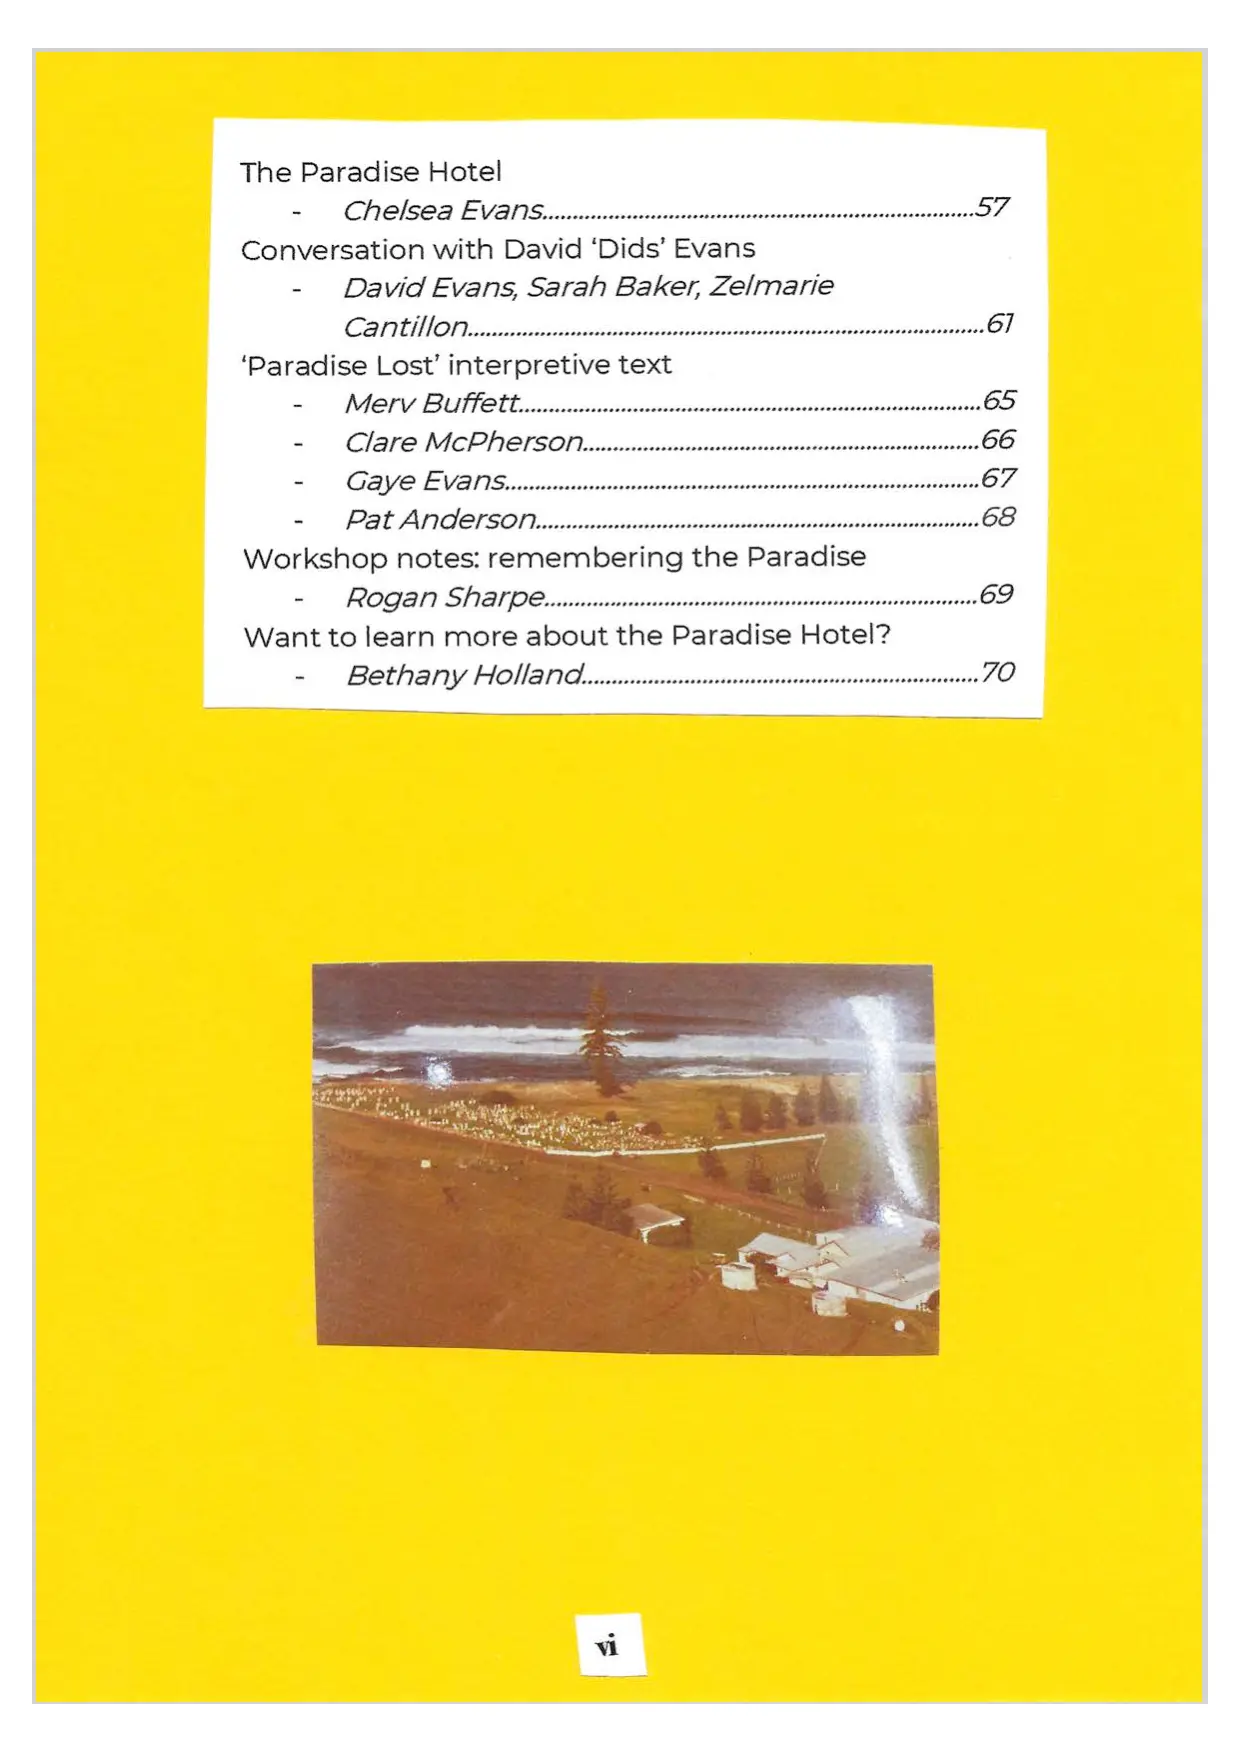 The Paradise Hotel
- Chelsea Evans........................................................................57
Conversation with David ‘Dids’ Evans
- David Evans, Sarah Baker, Zelmarie
Cantillon......................................................................................61
‘Paradise Lost’ interpretive text
- Merv Buffett.............................................................................65
- Clare McPherson..................................................................66
- Gaye Evans...............................................................................67
- Pat Anderson..........................................................................68
Workshop notes: remembering the Paradise
- Rogan Sharpe........................................................................69
Want to learn more about the Paradise Hotel?
- Bethany Holland..................................................................70
vi